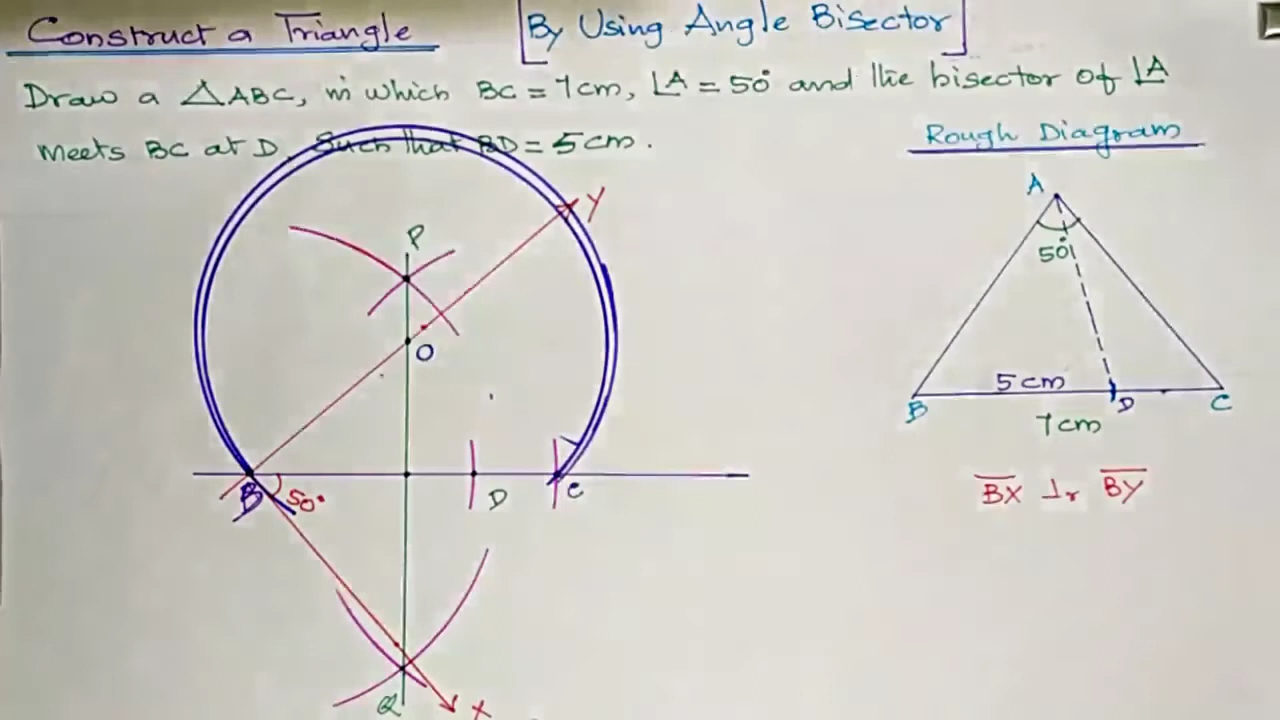 Construct a Triangle [By Using Angle Bisector]
Draw a △ABC, in which BC = 7cm, ∠A = 50° and the bisector of ∠A
meets BC at D. Such that BD = 5cm.
Rough Diagram
A
50°
5cm
B D C
7cm
BX ⊥r BY
Y
P
O
B 50° D C
Q X